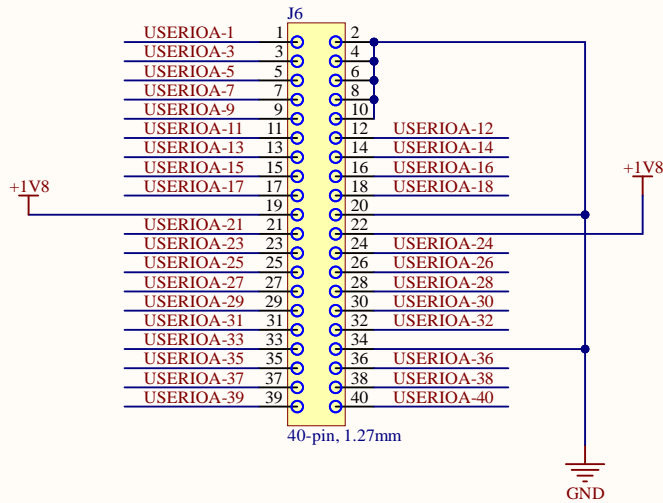 J6
USERIOA-1 1 2
USERIOA-3 3 4
USERIOA-5 5 6
USERIOA-7 7 8
USERIOA-9 9 10
USERIOA-11 11 12 USERIOA-12
USERIOA-13 13 14 USERIOA-14
USERIOA-15 15 16 USERIOA-16
+1V8 USERIOA-17 17 18 USERIOA-18 +1V8
19 20
USERIOA-21 21 22
USERIOA-23 23 24 USERIOA-24
USERIOA-25 25 26 USERIOA-26
USERIOA-27 27 28 USERIOA-28
USERIOA-29 29 30 USERIOA-30
USERIOA-31 31 32 USERIOA-32
USERIOA-33 33 34
USERIOA-35 35 36 USERIOA-36
USERIOA-37 37 38 USERIOA-38
USERIOA-39 39 40 USERIOA-40
40-pin, 1.27mm
GND